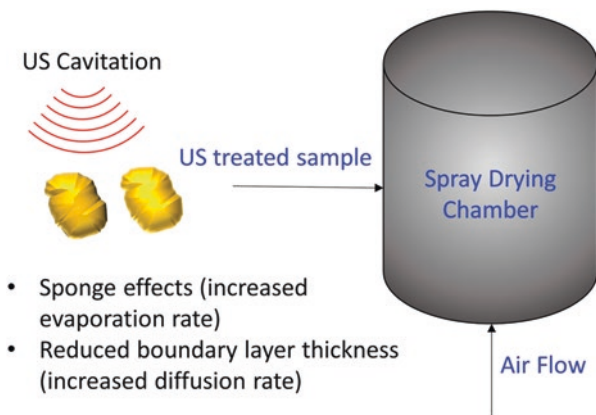 US Cavitation
US treated sample
Spray Drying
Chamber
• Sponge effects (increased
evaporation rate)
• Reduced boundary layer thickness
(increased diffusion rate)
Air Flow